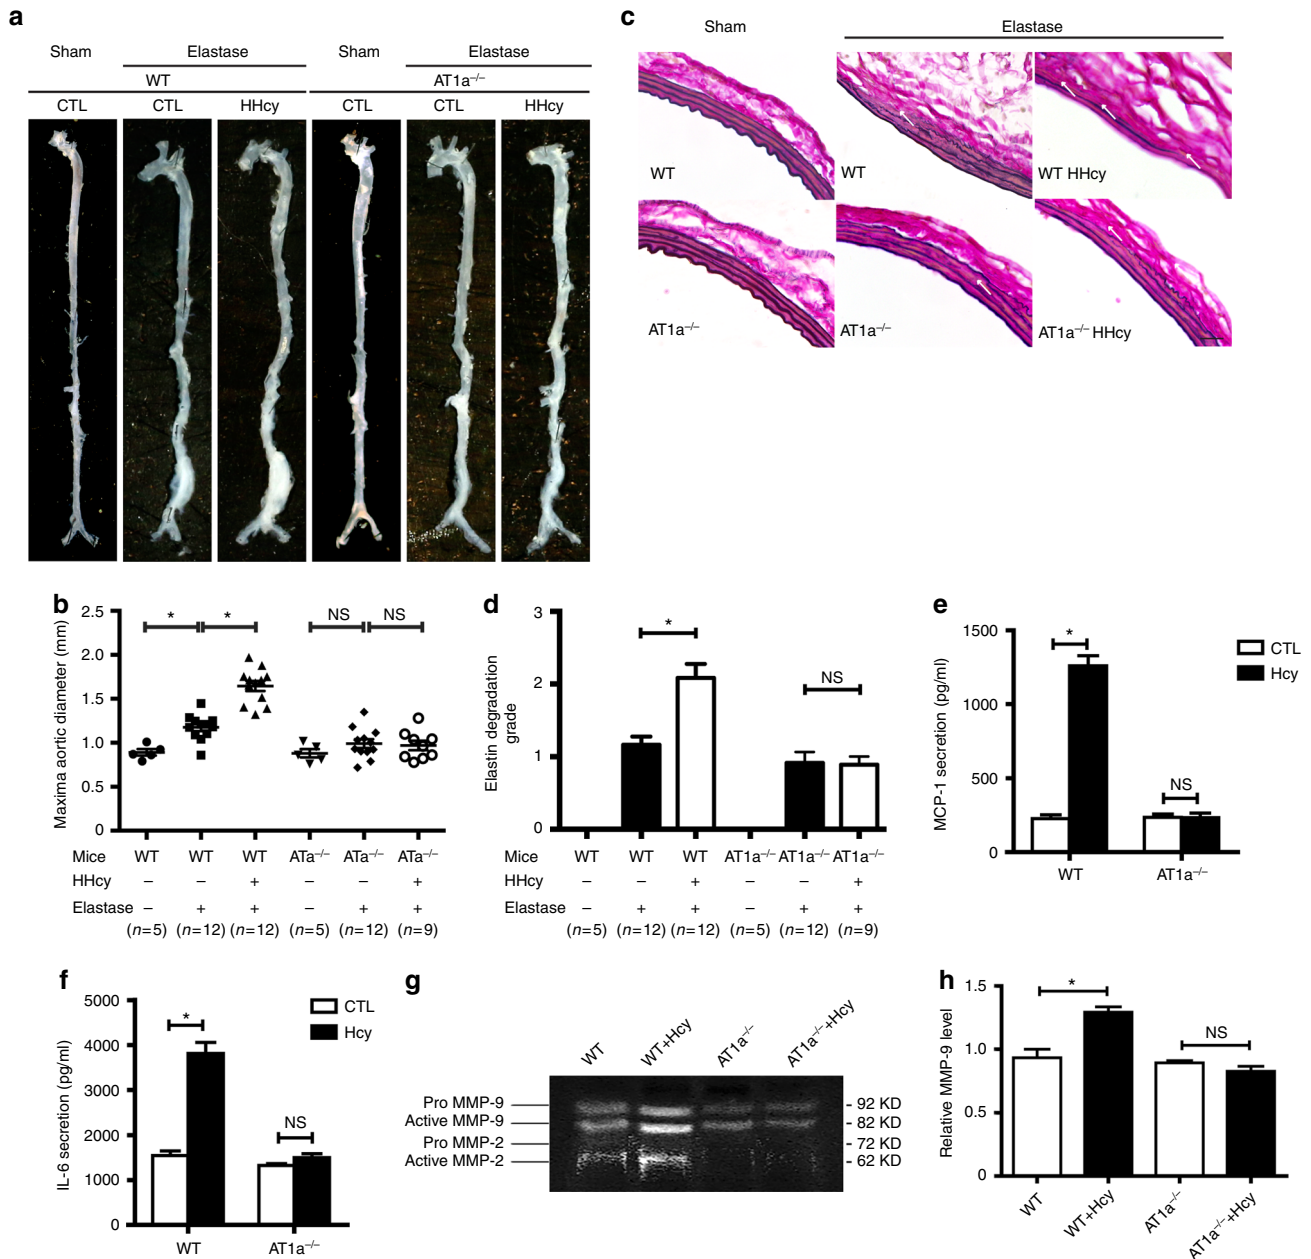 a
Sham Elastase Sham Elastase
WT AT1a–/–
CTL CTL HHcy CTL CTL HHcy
c
Sham Elastase
WT WT WT HHcy
AT1a–/– AT1a–/– AT1a–/– HHcy
b
Maxima aortic diameter (mm)
2.5
2.0
1.5
1.0
0.5
0
* * NS NS
Mice WT WT WT ATa–/– ATa–/– ATa–/–
HHcy – – + – – +
Elastase – + + – + +
(n=5) (n=12) (n=12) (n=5) (n=12) (n=9)
d
Elastin degradation
grade
3
2
1
0
* NS
Mice WT WT WT AT1a–/– AT1a–/– AT1a–/–
HHcy – – + – – +
Elastase – + + – + +
(n=5) (n=12) (n=12) (n=5) (n=12) (n=9)
e
MCP-1 secretion (pg/ml)
1500
1000
500
0
* NS
CTL
Hcy
WT AT1a–/–
f
IL-6 secretion (pg/ml)
5000
4000
3000
2000
1000
0
* NS
CTL
Hcy
WT AT1a–/–
g
WT WT+Hcy AT1a–/– AT1a–/–+Hcy
Pro MMP-9 - 92 KD
Active MMP-9 - 82 KD
Pro MMP-2 - 72 KD
Active MMP-2 - 62 KD
h
Relative MMP-9 level
1.5
1.0
0.5
0
* NS
WT WT+Hcy AT1a–/– AT1a–/–+Hcy